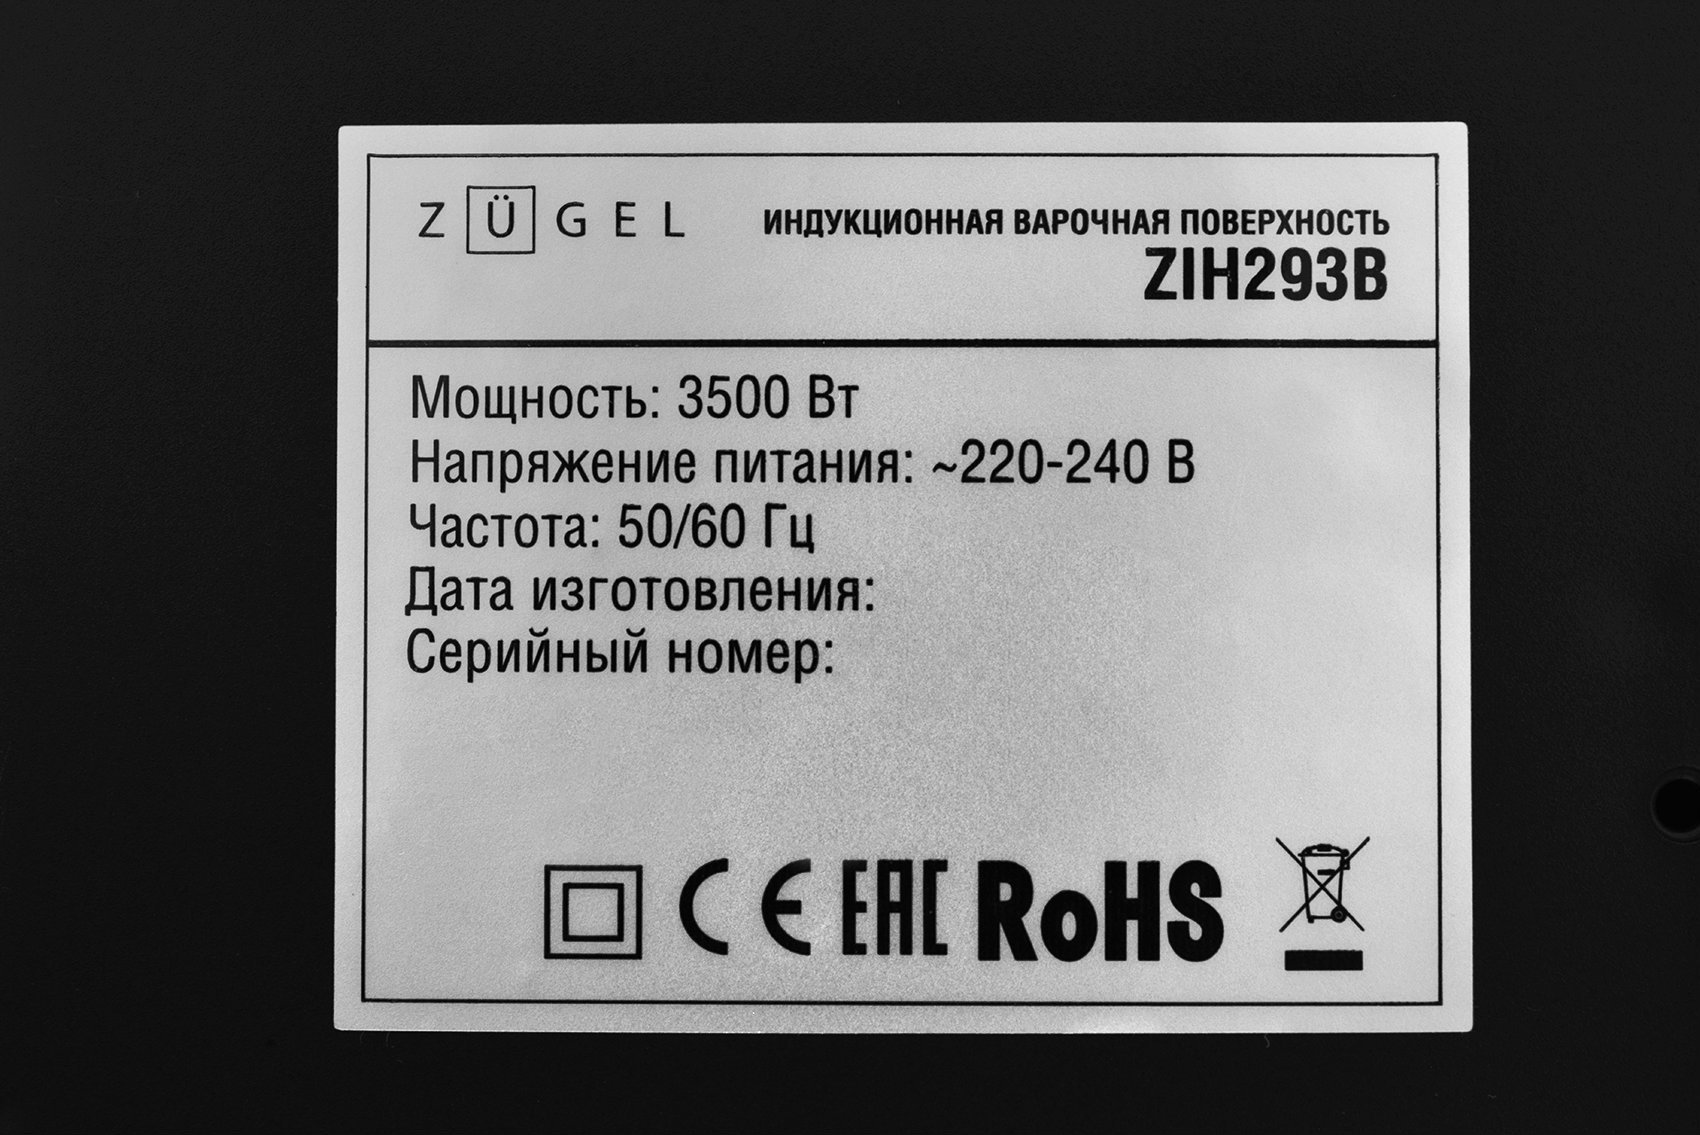 ZÜGEL
ИНДУКЦИОННАЯ ВАРОЧНАЯ ПОВЕРХНОСТЬ
ZIH293B
Мощность: 3500 Вт
Напряжение питания: ~220-240 В
Частота: 50/60 Гц
Дата изготовления:
Серийный номер:
CE EAC RoHS